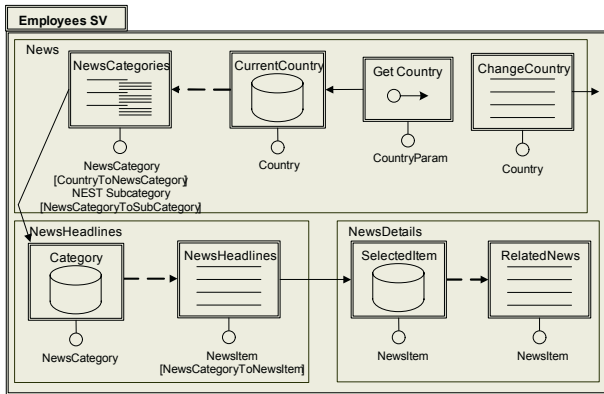 Employees SV
News
NewsCategories
CurrentCountry
Get Country
ChangeCountry
NewsCategory
[CountryToNewsCategory]
NEST Subcategory
[NewsCategoryToSubCategory]
Country
CountryParam
Country
NewsHeadlines
Category
NewsHeadlines
NewsCategory
NewsItem
[NewsCategoryToNewsItem]
NewsDetails
SelectedItem
RelatedNews
NewsItem
NewsItem